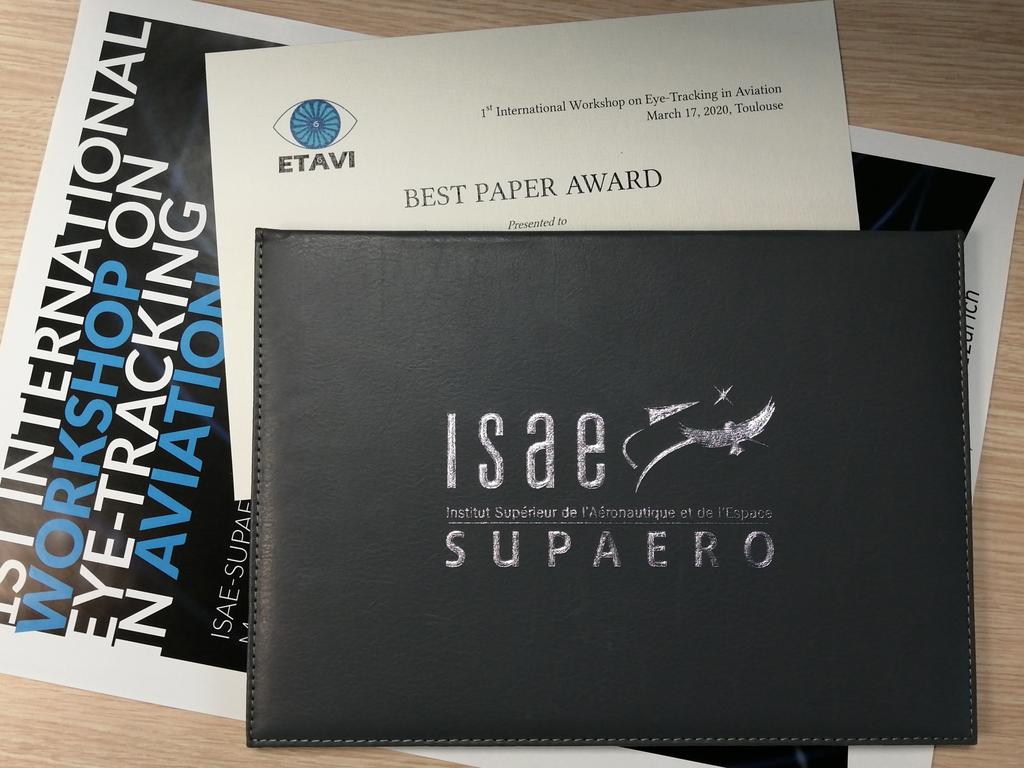 1ST INTERNATIONAL
WORKSHOP ON
EYE-TRACKING
IN AVIATION
ISAE-SUPAE
ETAVI
1st International Workshop on Eye-Tracking in Aviation
March 17, 2020, Toulouse
BEST PAPER AWARD
Presented to
isae
Institut Supérieur de l'Aéronautique et de l'Espace
SUPAERO
Zurich